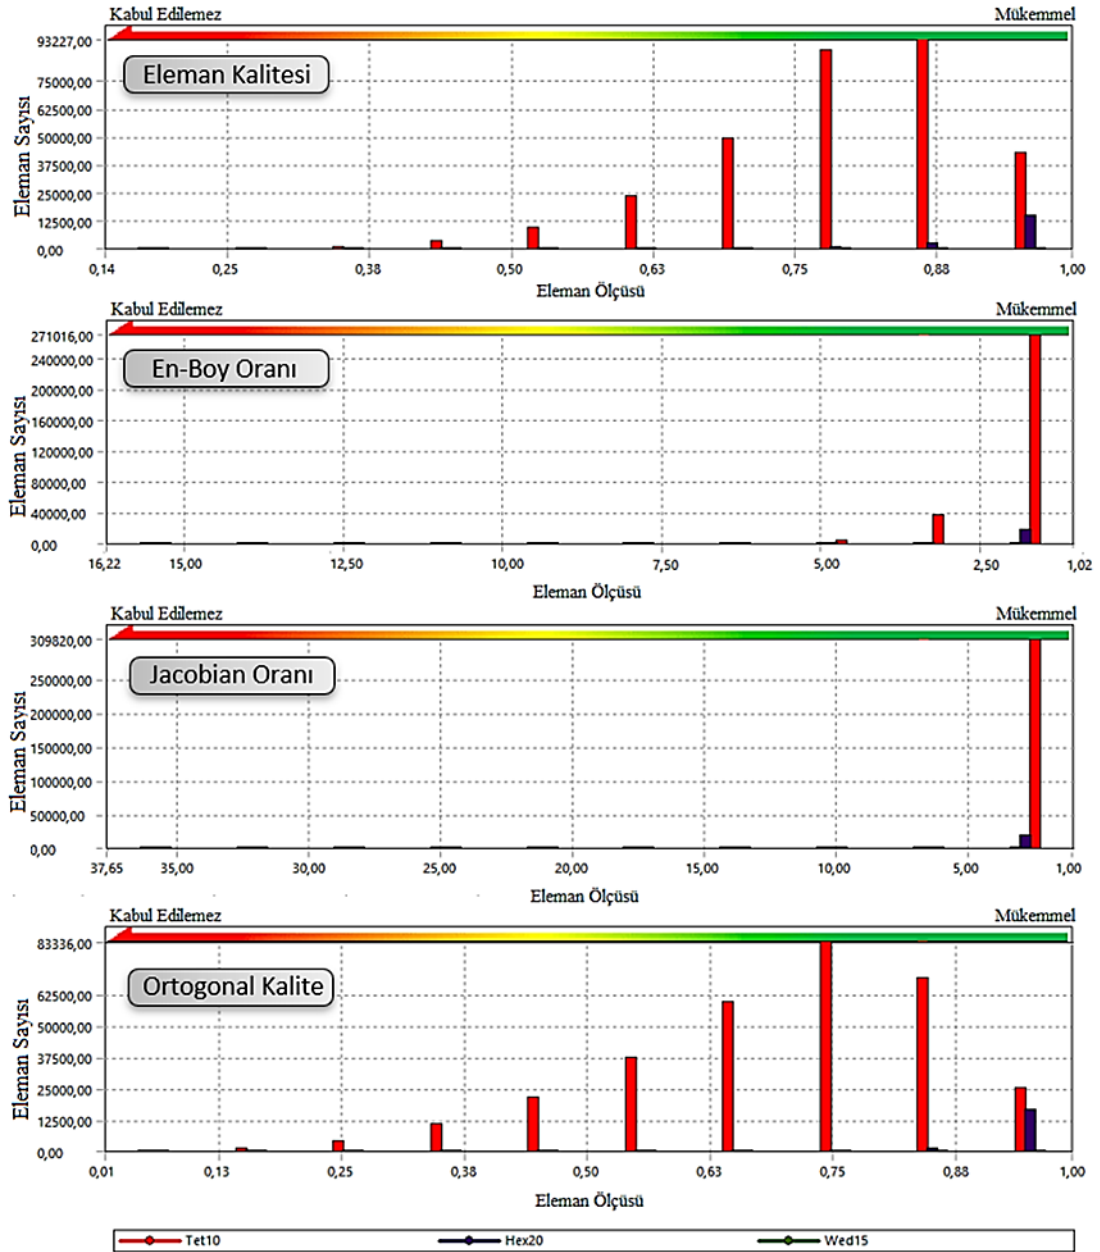 Kabul Edilemez Mükemmel
93227,00
Eleman Kalitesi
75000,00
62500,00
50000,00
37500,00
25000,00
12500,00
0,00
Eleman Sayısı
0,14 0,25 0,38 0,50 0,63 0,75 0,88 1,00
Eleman Ölçüsü
Kabul Edilemez Mükemmel
271016,00
En-Boy Oranı
240000,00
200000,00
160000,00
120000,00
80000,00
40000,00
0,00
Eleman Sayısı
16,22 15,00 12,50 10,00 7,50 5,00 2,50 1,02
Eleman Ölçüsü
Kabul Edilemez Mükemmel
309820,00
Jacobian Oranı
250000,00
200000,00
150000,00
100000,00
50000,00
0,00
Eleman Sayısı
37,65 35,00 30,00 25,00 20,00 15,00 10,00 5,00 1,00
Eleman Ölçüsü
Kabul Edilemez Mükemmel
83336,00
Ortogonal Kalite
62500,00
50000,00
37500,00
25000,00
12500,00
0,00
Eleman Sayısı
0,01 0,13 0,25 0,38 0,50 0,63 0,75 0,88 1,00
Eleman Ölçüsü
Tet10 Hex20 Wed15